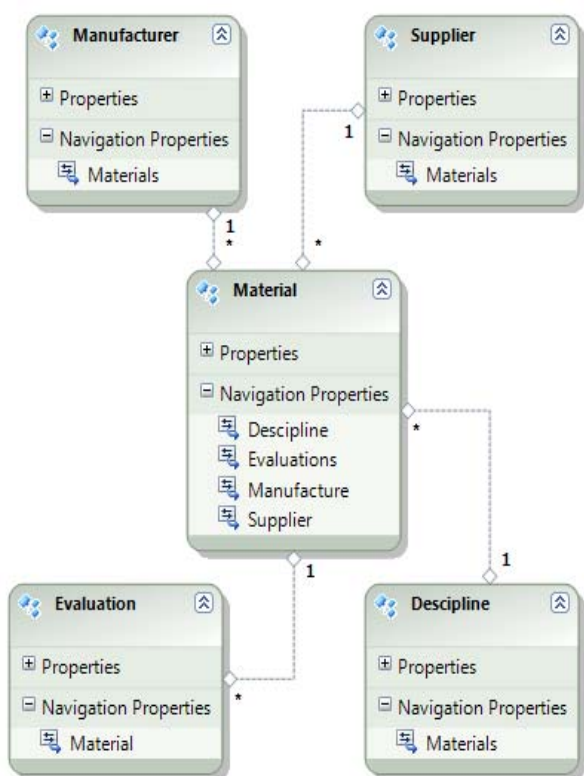 Manufacturer
Properties
Navigation Properties
Materials
1
*
Supplier
Properties
Navigation Properties
Materials
1
*
Material
Properties
Navigation Properties
Descipline
Evaluations
Manufacture
Supplier
*
1
1
*
Evaluation
Properties
Navigation Properties
Material
Descipline
Properties
Navigation Properties
Materials